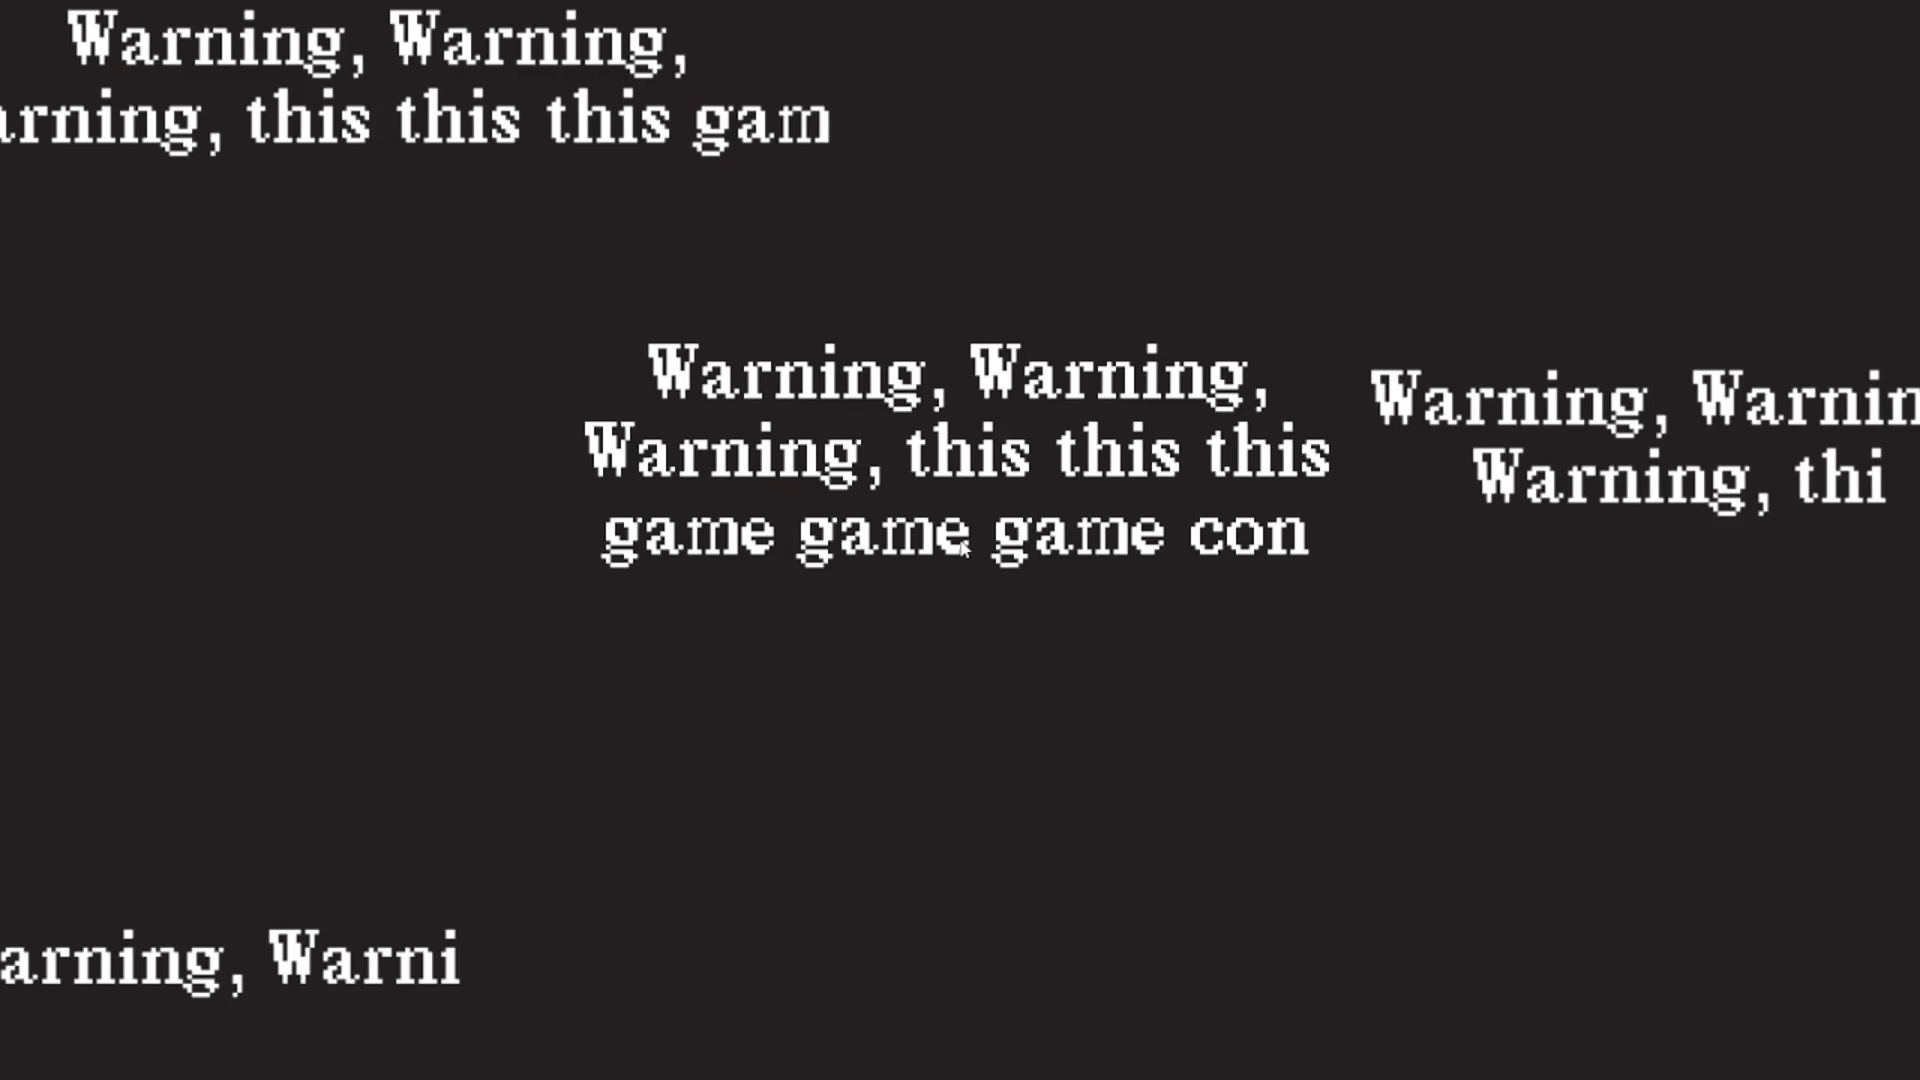 Warning, Warning,
arning, this this this gam
Warning, Warning,
Warning, this this this
game game game con
Warning, Warnin
Warning, thi
arning, Warni